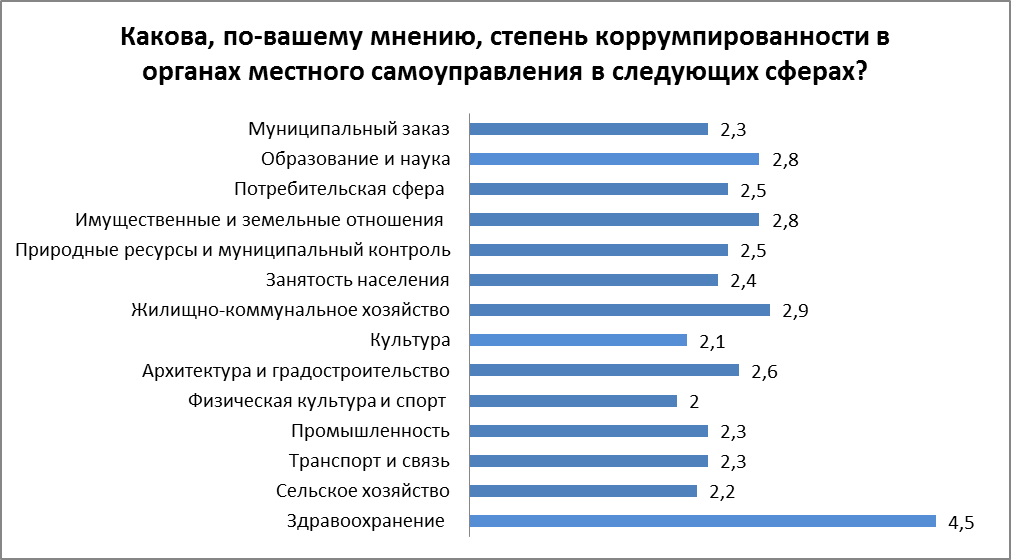 Какова, по-вашему мнению, степень коррумпированности в
органах местного самоуправления в следующих сферах?
Муниципальный заказ 2,3
Образование и наука 2,8
Потребительская сфера 2,5
Имущественные и земельные отношения 2,8
Природные ресурсы и муниципальный контроль 2,5
Занятость населения 2,4
Жилищно-коммунальное хозяйство 2,9
Культура 2,1
Архитектура и градостроительство 2,6
Физическая культура и спорт 2
Промышленность 2,3
Транспорт и связь 2,3
Сельское хозяйство 2,2
Здравоохранение 4,5